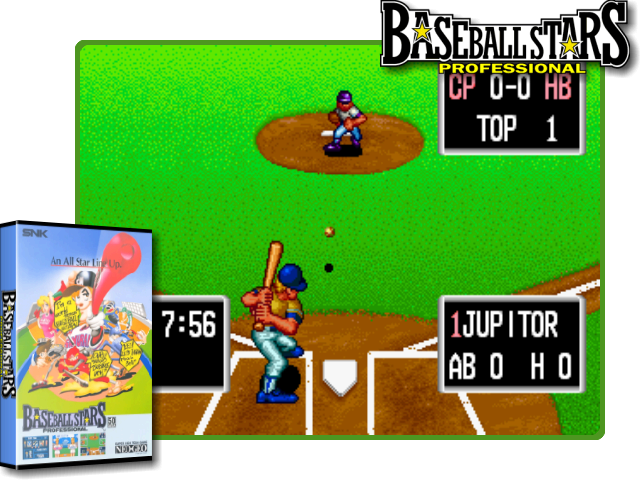 BASEBALL STARS
PROFESSIONAL
CP 0-0 HB
TOP 1
7:56
1JUPITOR
AB 0 H 0
SNK
An All Star Line Up.
BASEBALL STARS
BASEBALL STARS
PROFESSIONAL
NEO-GEO